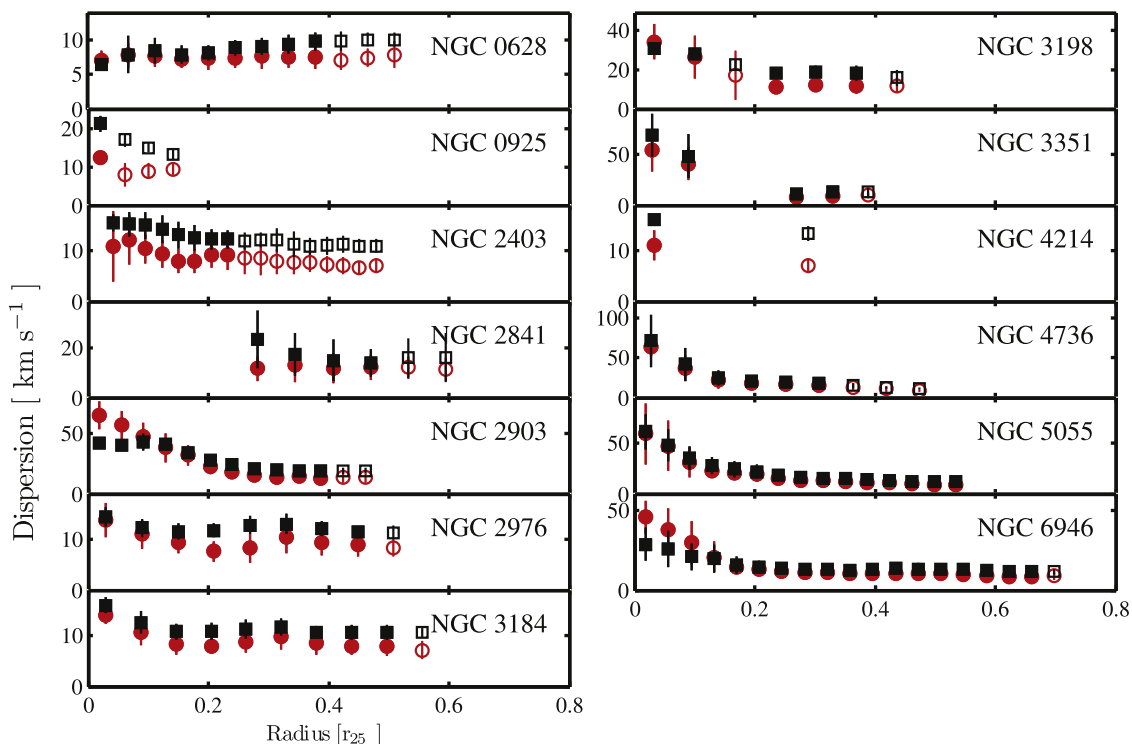 15
10
5
0
NGC 0628
20
10
0
NGC 0925
10
0
NGC 2403
20
0
NGC 2841
50
0
NGC 2903
10
0
NGC 2976
10
0
NGC 3184
0 0.2 0.4 0.6 0.8
Radius [r25 ]
Dispersion [ km s−1 ]
40
20
0
NGC 3198
50
0
NGC 3351
10
0
NGC 4214
100
50
0
NGC 4736
50
0
NGC 5055
50
0
NGC 6946
0 0.2 0.4 0.6 0.8